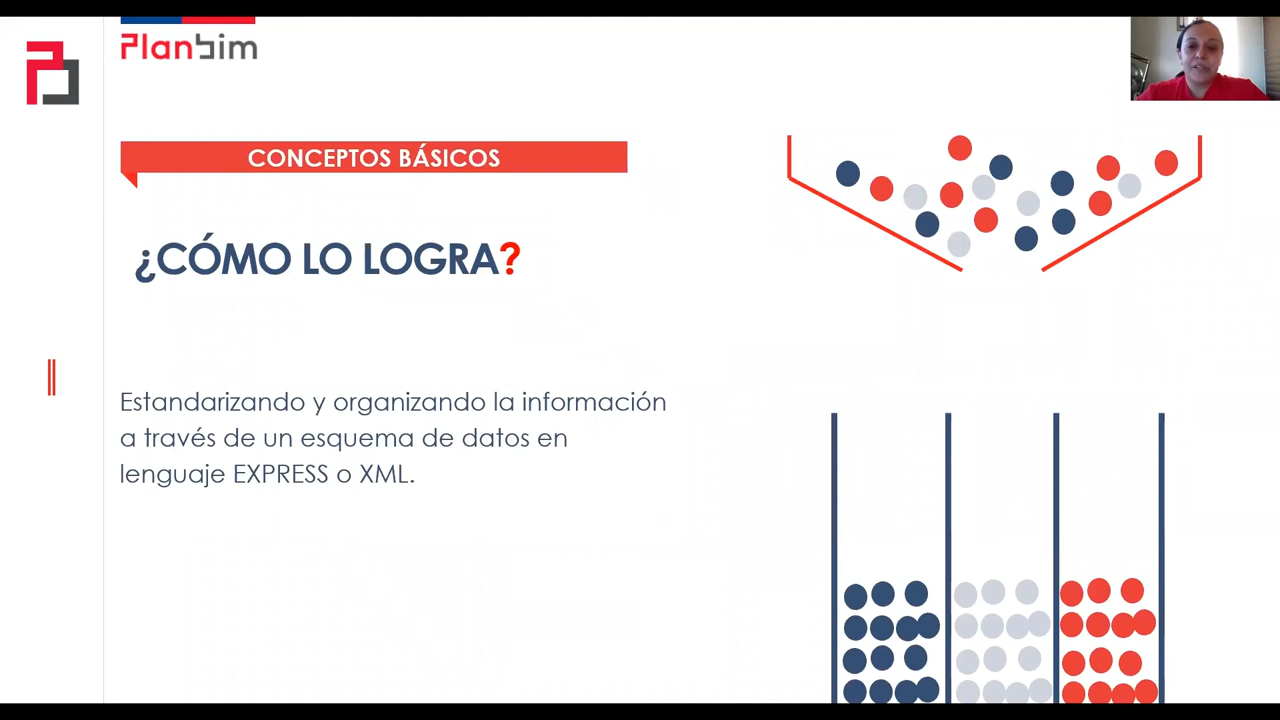 Planbim
CONCEPTOS BÁSICOS
¿CÓMO LO LOGRA?
Estandarizando y organizando la información
a través de un esquema de datos en
lenguaje EXPRESS o XML.